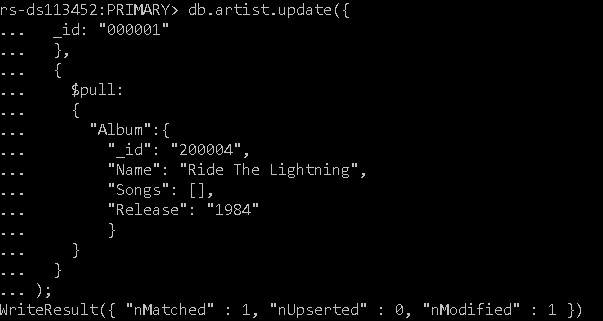 rs-ds113452:PRIMARY> db.artist.update({
...    _id: "000001"
...    },
...    {
...      $pull:
...      {
...        "Album":{
...          "_id": "200004",
...          "Name": "Ride The Lightning",
...          "Songs": [],
...          "Release": "1984"
...          }
...      }
...    }
... );
WriteResult({ "nMatched" : 1, "nUpserted" : 0, "nModified" : 1 })